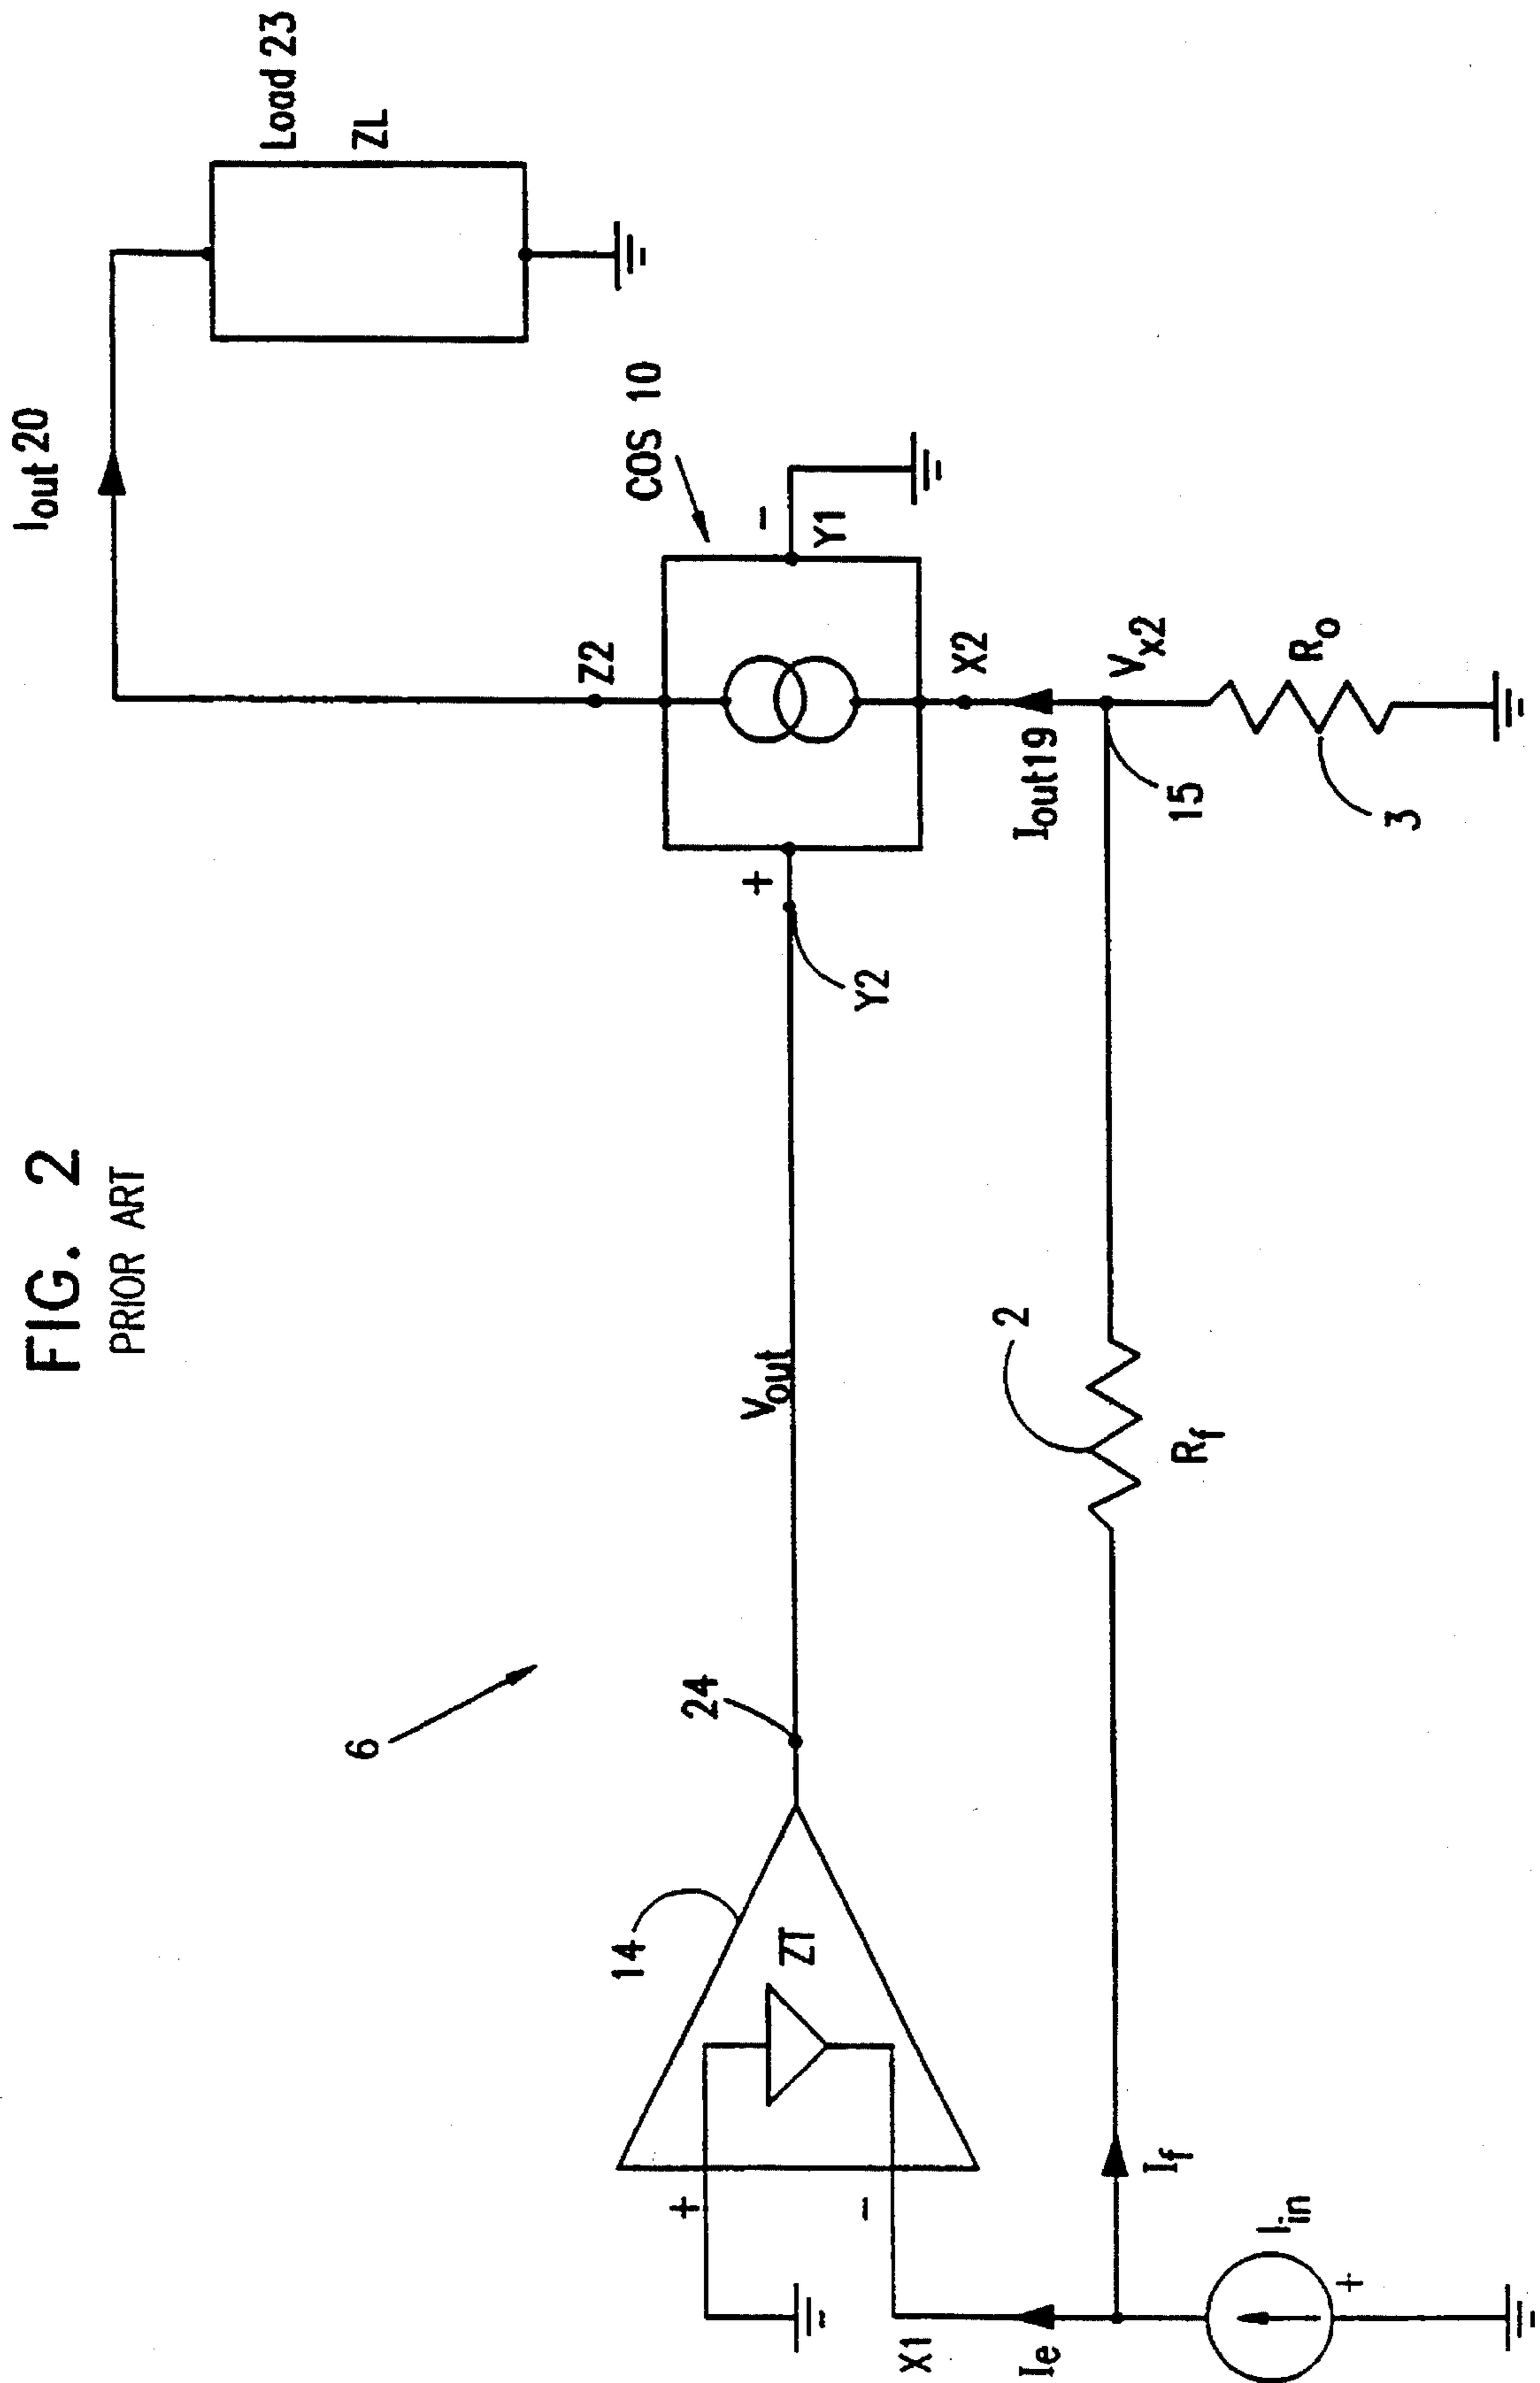 FIG. 2
PRIOR ART
Iout 20
Load 23
ZL
COS 10
Z2
-
Y1
+
Y2
X2
Iout19
Vx2
15
Ro
3
Vout
24
6
14
ZT
+
-
X1
Ie
If
2
Rf
Iin
+